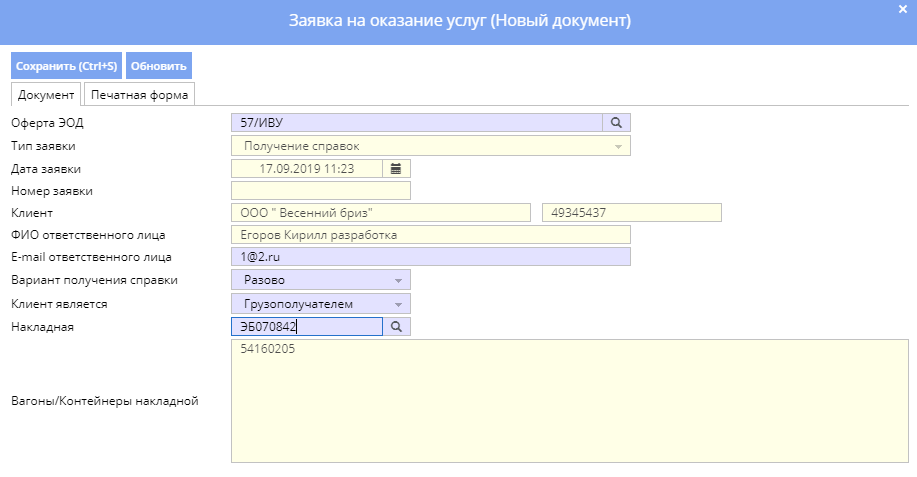 Заявка на оказание услуг (Новый документ)
Сохранить (Ctrl+S) Обновить
Документ Печатная форма
Оферта ЭОД 57/ИВУ
Тип заявки Получение справок
Дата заявки 17.09.2019 11:23
Номер заявки
Клиент ООО " Весенний бриз" 49345437
ФИО ответственного лица Егоров Кирилл разработка
E-mail ответственного лица 1@2.ru
Вариант получения справки Разово
Клиент является Грузополучателем
Накладная ЭБ070842
54160205
Вагоны/Контейнеры накладной